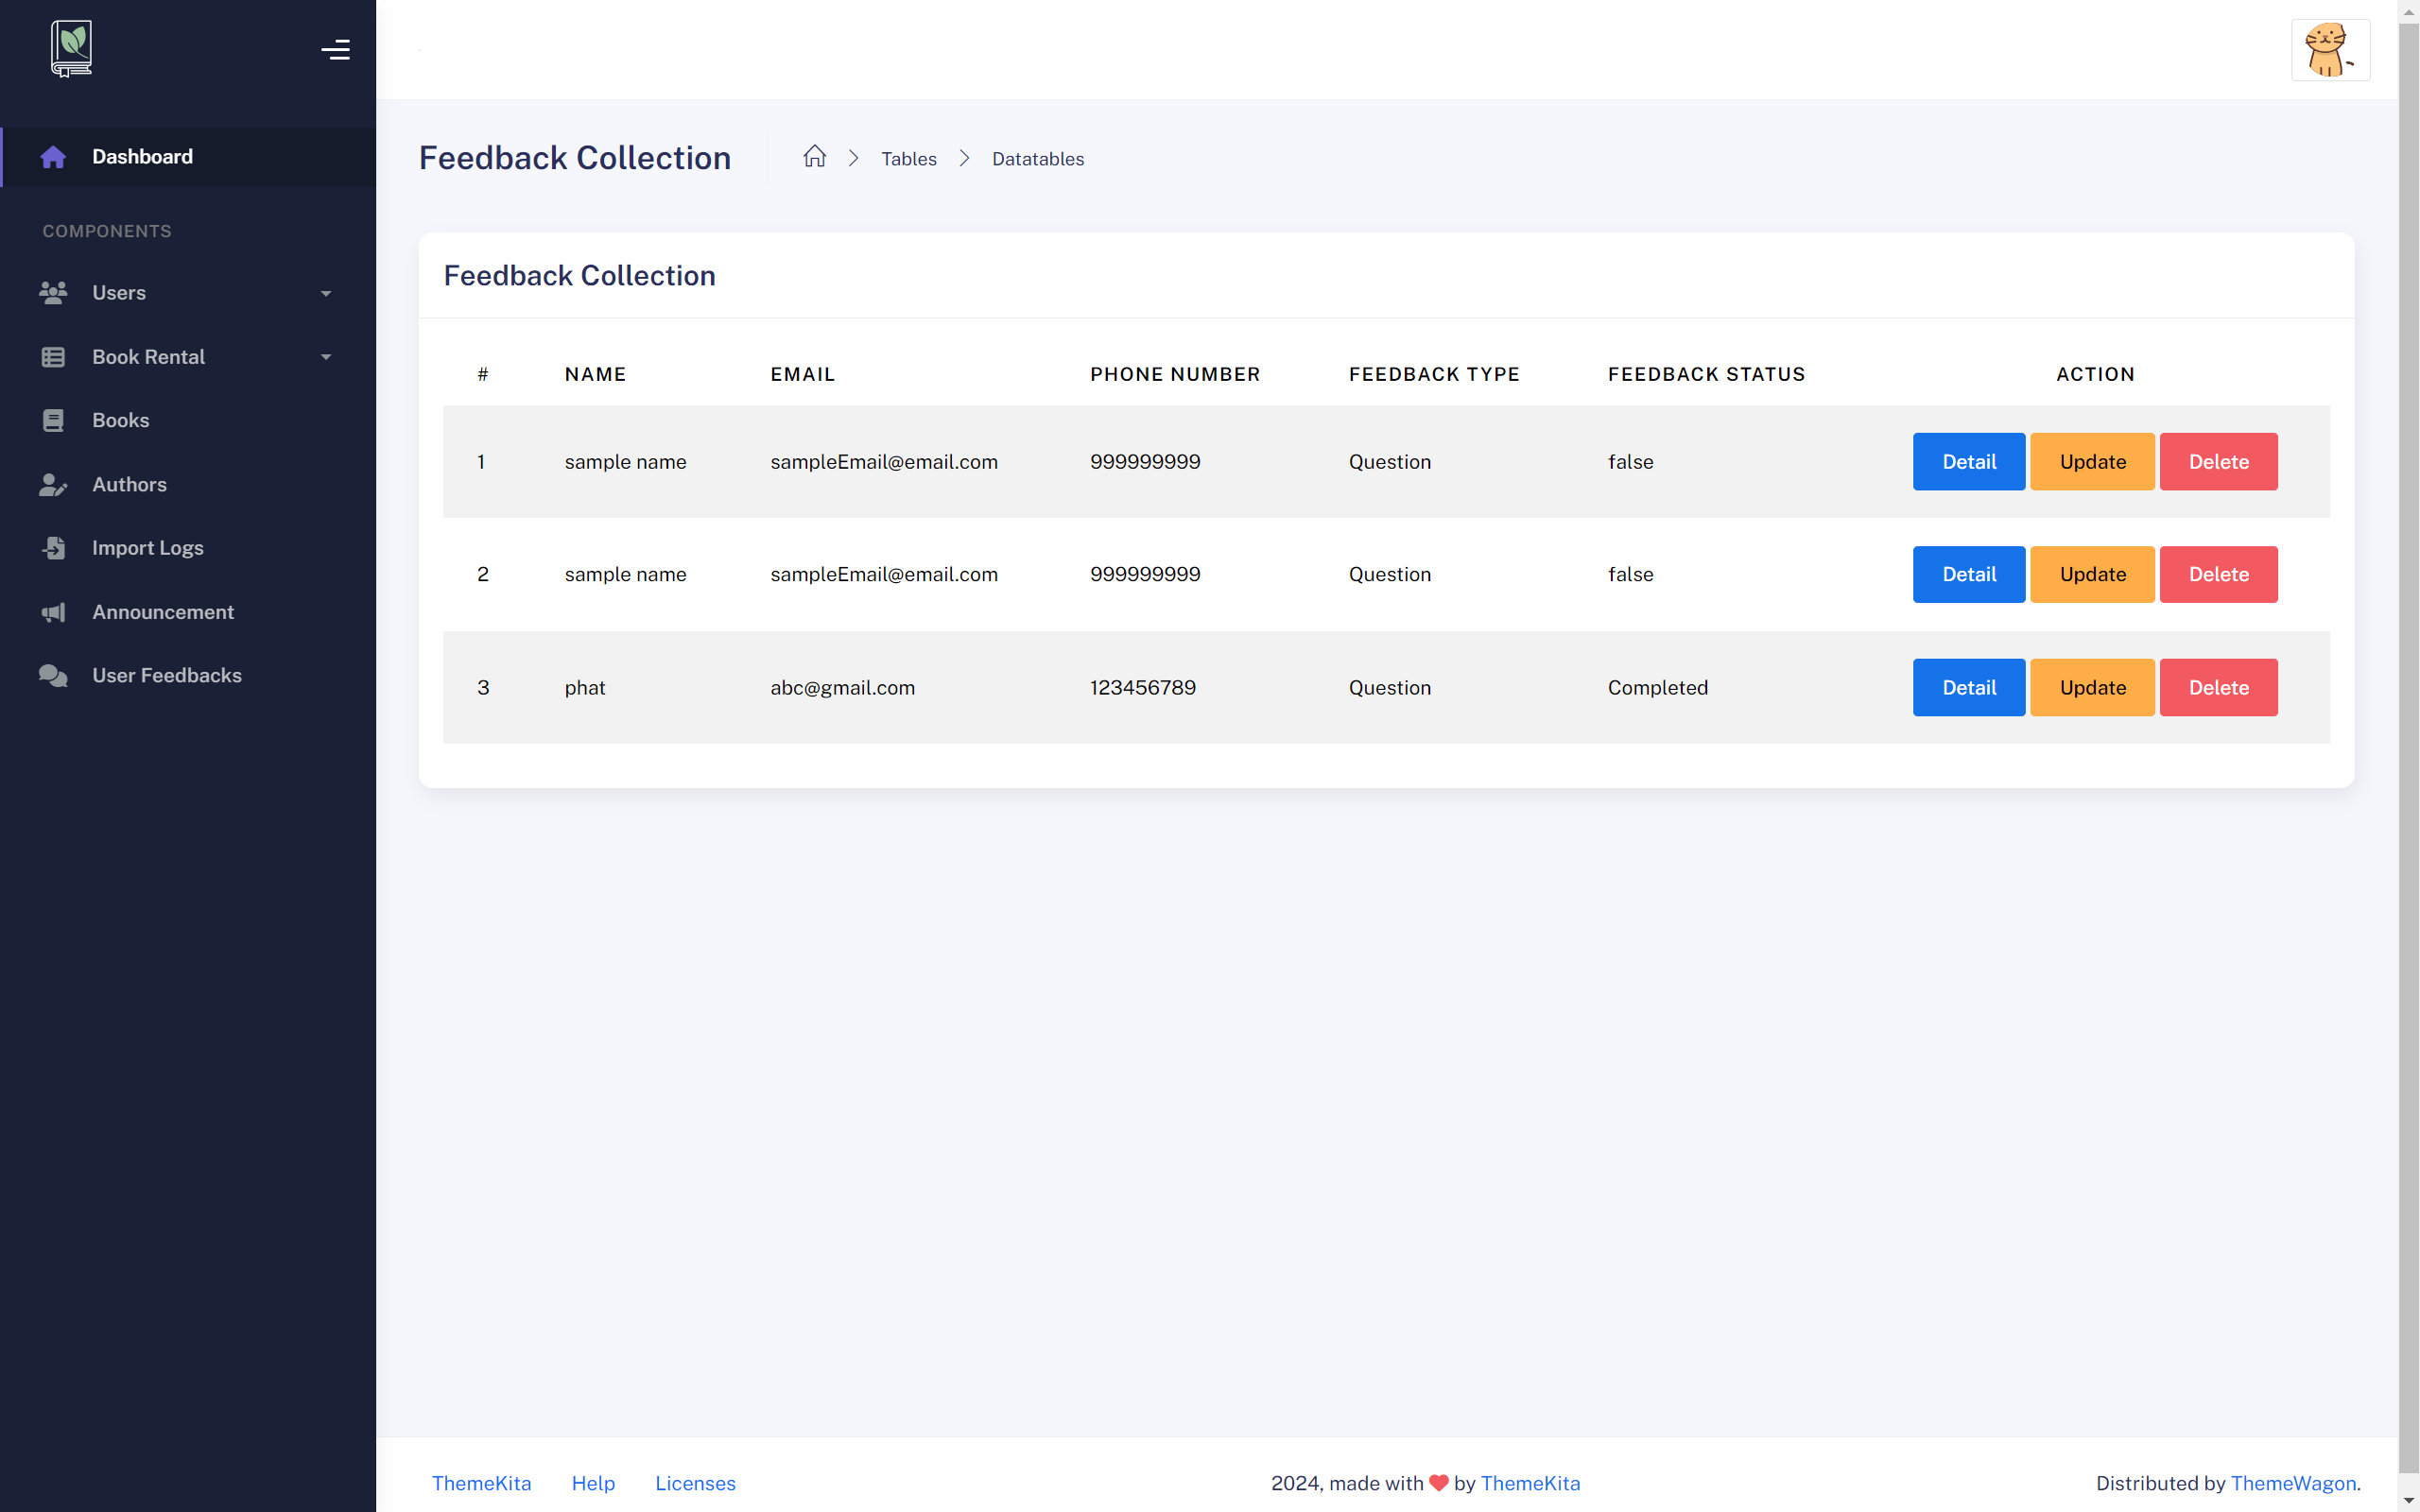 Dashboard
COMPONENTS
Users
Book Rental
Books
Authors
Import Logs
Announcement
User Feedbacks
Feedback Collection
Tables
Datatables
Feedback Collection
# NAME EMAIL PHONE NUMBER FEEDBACK TYPE FEEDBACK STATUS ACTION
1 sample name sampleEmail@email.com 999999999 Question false Detail Update Delete
2 sample name sampleEmail@email.com 999999999 Question false Detail Update Delete
3 phat abc@gmail.com 123456789 Question Completed Detail Update Delete
ThemeKita Help Licenses 2024, made with by ThemeKita Distributed by ThemeWagon.